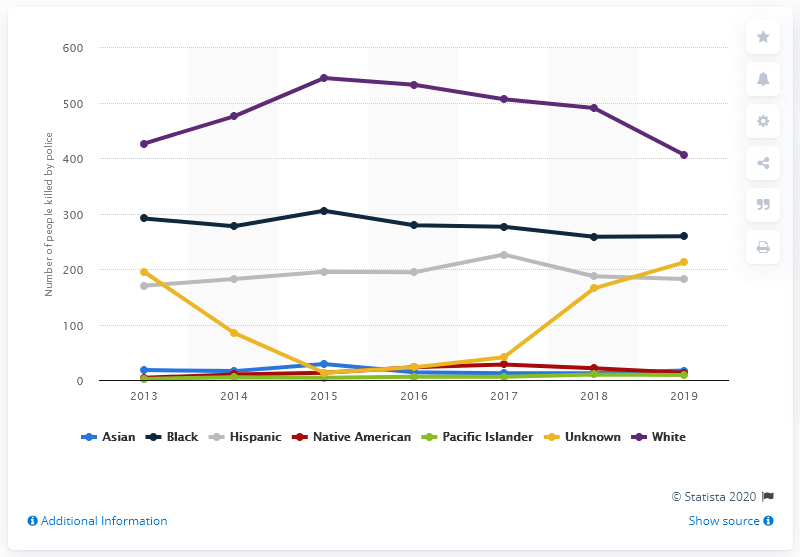 600
500
400
300
200
100
0
Number of people killed by police
2013 2014 2015 2016 2017 2018 2019
Asian Black Hispanic Native American Pacific Islander Unknown White
© Statista 2020
Additional Information Show source